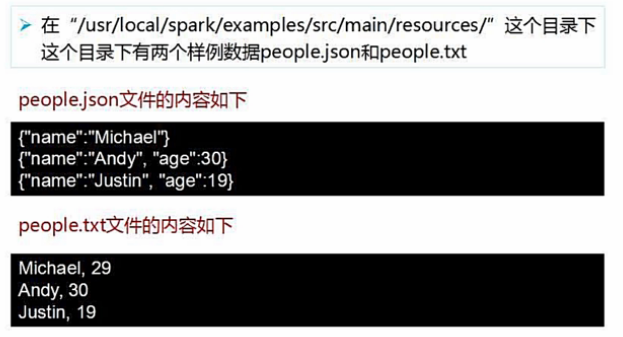 ➢ 在“/usr/local/spark/examples/src/main/resources/”这个目录下
这个目录下有两个样例数据people.json和people.txt
people.json文件的内容如下
{"name":"Michael"}
{"name":"Andy", "age":30}
{"name":"Justin", "age":19}
people.txt文件的内容如下
Michael, 29
Andy, 30
Justin, 19